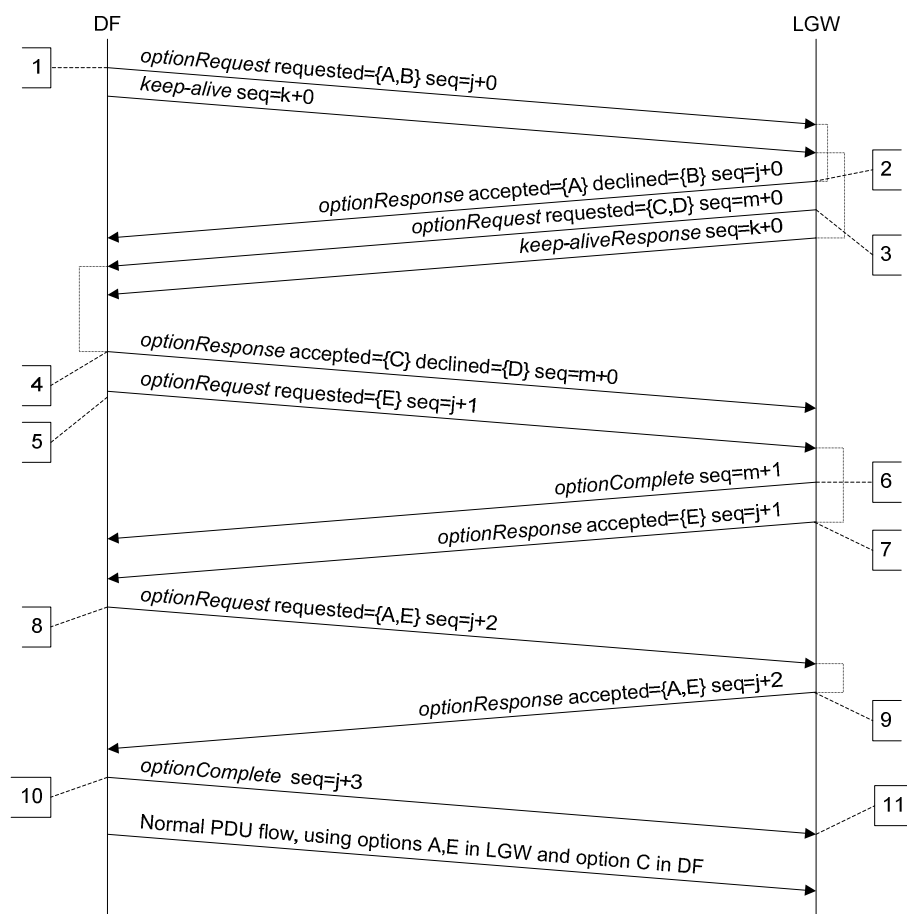 DF
LGW
1
optionRequest requested={A,B} seq=j+0
keep-alive seq=k+0
2
optionResponse accepted={A} declined={B} seq=j+0
optionRequest requested={C,D} seq=m+0
keep-aliveResponse seq=k+0
3
optionResponse accepted={C} declined={D} seq=m+0
4
optionRequest requested={E} seq=j+1
5
optionComplete seq=m+1
6
optionResponse accepted={E} seq=j+1
7
optionRequest requested={A,E} seq=j+2
8
optionResponse accepted={A,E} seq=j+2
9
optionComplete seq=j+3
10
11
Normal PDU flow, using options A,E in LGW and option C in DF